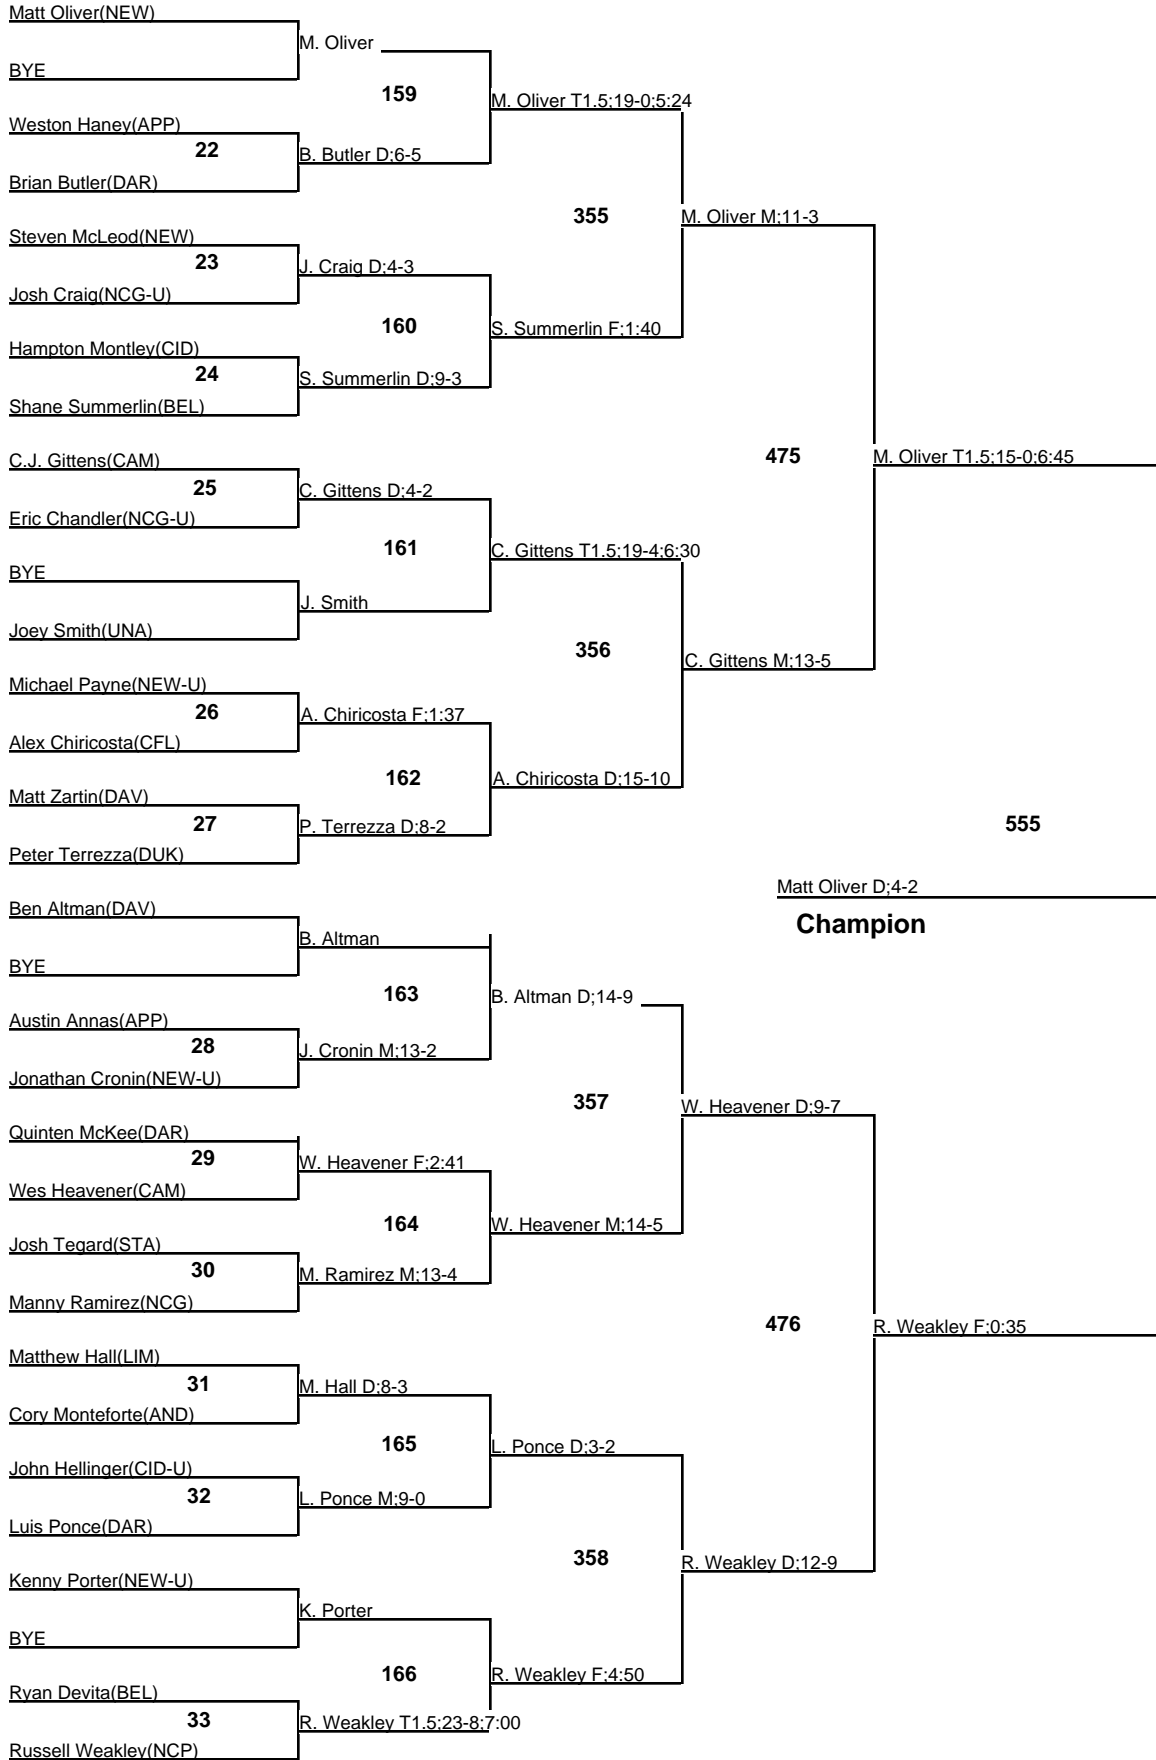 Matt Oliver(NEW)
M. Oliver
BYE
159
M. Oliver T1.5;19-0;5:24
Weston Haney(APP)
22
B. Butler D;6-5
Brian Butler(DAR)
355
M. Oliver M;11-3
Steven McLeod(NEW)
23
J. Craig D;4-3
Josh Craig(NCG-U)
160
S. Summerlin F;1:40
Hampton Montley(CID)
24
S. Summerlin D;9-3
Shane Summerlin(BEL)
475
M. Oliver T1.5;15-0;6:45
C.J. Gittens(CAM)
25
C. Gittens D;4-2
Eric Chandler(NCG-U)
161
C. Gittens T1.5;19-4;6:30
BYE
J. Smith
Joey Smith(UNA)
356
C. Gittens M;13-5
Michael Payne(NEW-U)
26
A. Chiricosta F;1:37
Alex Chiricosta(CFL)
162
A. Chiricosta D;15-10
Matt Zartin(DAV)
27
P. Terrezza D;8-2
Peter Terrezza(DUK)
555
Matt Oliver D;4-2
Champion
Ben Altman(DAV)
B. Altman
BYE
163
B. Altman D;14-9
Austin Annas(APP)
28
J. Cronin M;13-2
Jonathan Cronin(NEW-U)
357
W. Heavener D;9-7
Quinten McKee(DAR)
29
W. Heavener F;2:41
Wes Heavener(CAM)
164
W. Heavener M;14-5
Josh Tegard(STA)
30
M. Ramirez M;13-4
Manny Ramirez(NCG)
476
R. Weakley F;0:35
Matthew Hall(LIM)
31
M. Hall D;8-3
Cory Monteforte(AND)
165
L. Ponce D;3-2
John Hellinger(CID-U)
32
L. Ponce M;9-0
Luis Ponce(DAR)
358
R. Weakley D;12-9
Kenny Porter(NEW-U)
K. Porter
BYE
166
R. Weakley F;4:50
Ryan Devita(BEL)
33
R. Weakley T1.5;23-8;7:00
Russell Weakley(NCP)